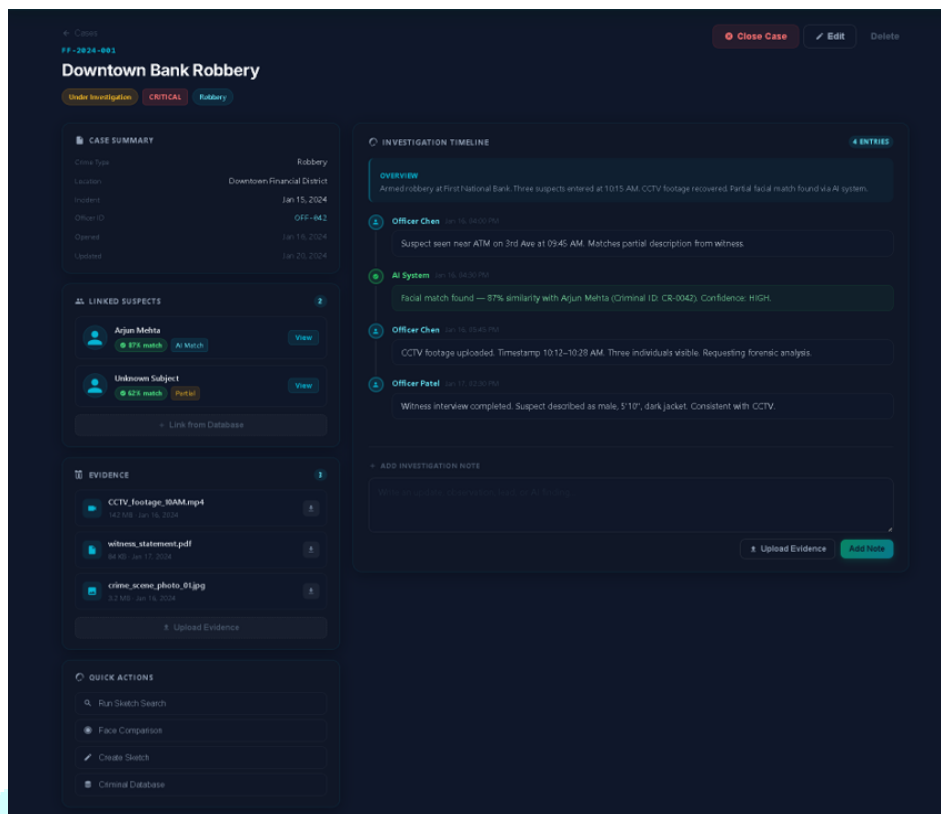 ← Cases
FF-2024-001
Downtown Bank Robbery
Under Investigation CRITICAL Robbery
Close Case Edit Delete
CASE SUMMARY
Crime Type Robbery
Location Downtown Financial District
Incident Jan 15, 2024
Officer ID OFF-042
Opened Jan 16, 2024
Updated Jan 20, 2024
LINKED SUSPECTS 2
Arjun Mehta
87% match AI Match
View
Unknown Subject
62% match Partial
View
+ Link from Database
EVIDENCE 3
CCTV_footage_10AM.mp4
142 MB · Jan 16, 2024
witness_statement.pdf
84 KB · Jan 17, 2024
crime_scene_photo_01.jpg
3.2 MB · Jan 16, 2024
Upload Evidence
QUICK ACTIONS
Run Sketch Search
Face Comparison
Create Sketch
Criminal Database
INVESTIGATION TIMELINE 4 ENTRIES
OVERVIEW
Armed robbery at First National Bank. Three suspects entered at 10:15 AM. CCTV footage recovered. Partial facial match found via AI system.
Officer Chen Jan 16,
Suspect seen near ATM on 3rd Ave at 09:45 AM. Matches partial description from witness.
AI System Jan 16,
Facial match found — 87% similarity with Arjun Mehta (Criminal ID: CR-0042). Confidence: HIGH.
Officer Chen Jan 16,
CCTV footage uploaded. Timestamp 10:12–10:28 AM. Three individuals visible. Requesting forensic analysis.
Officer Patel Jan 17,
Witness interview completed. Suspect described as male, 5'10", dark jacket. Consistent with CCTV.
+ ADD INVESTIGATION NOTE
Upload Evidence Add Note